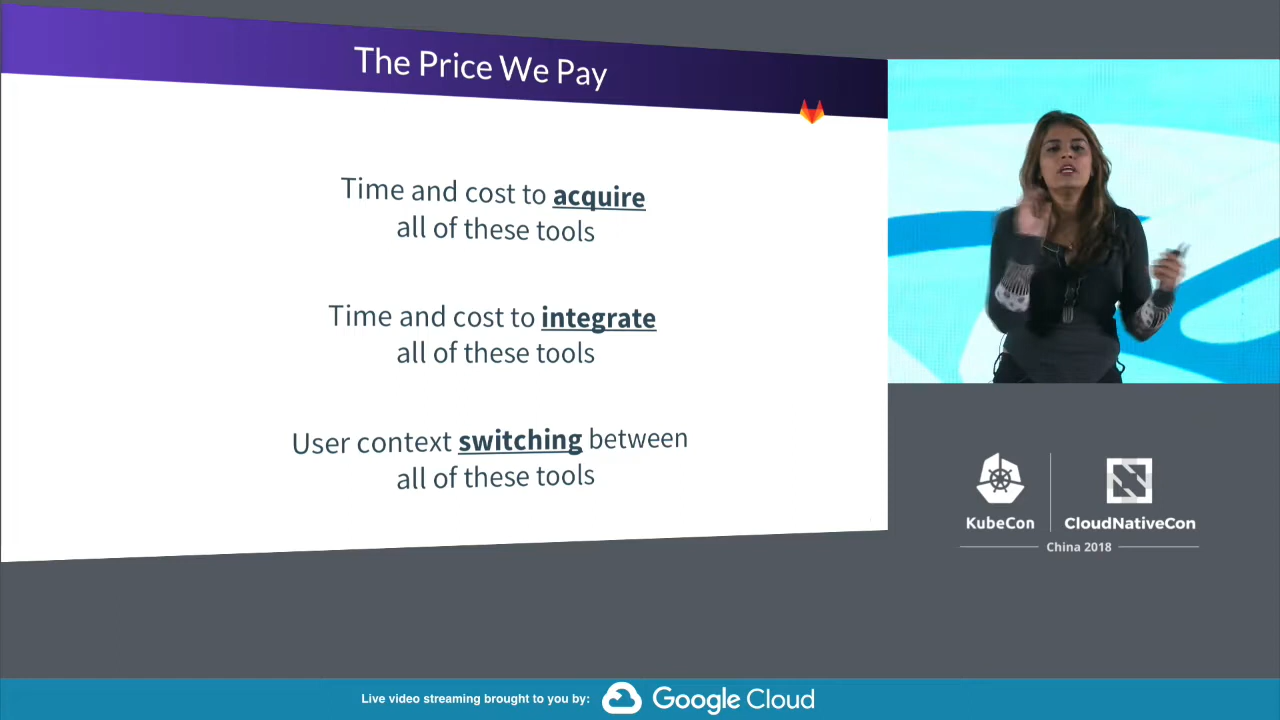 The Price We Pay
Time and cost to acquire
all of these tools
Time and cost to integrate
all of these tools
User context switching between
all of these tools
KubeCon
CloudNativeCon
China 2018
Live video streaming brought to you by:
Google Cloud